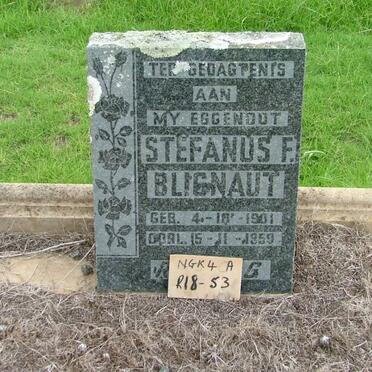 TER GEDAGTENIS
AAN
MY EGGENOOT
STEFANUS F.
BLIGNAUT
GEB. 4-10-1901
OORL. 15-11-1959
NGK4 A
R18-53